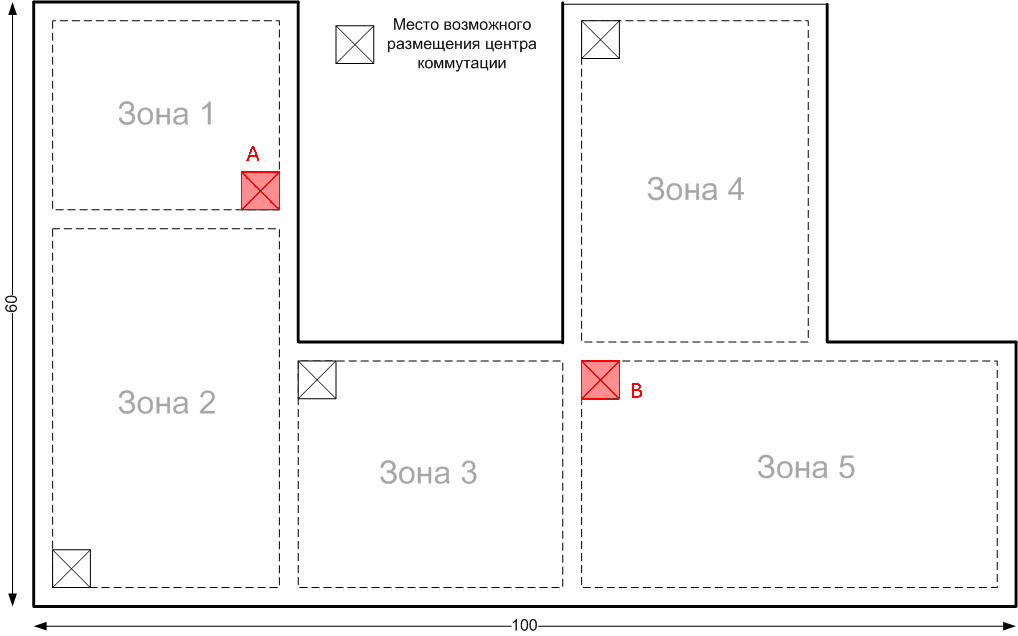 Место возможного
размещения центра
коммутации
Зона 1
A
Зона 4
60
Зона 2
B
Зона 3
Зона 5
100